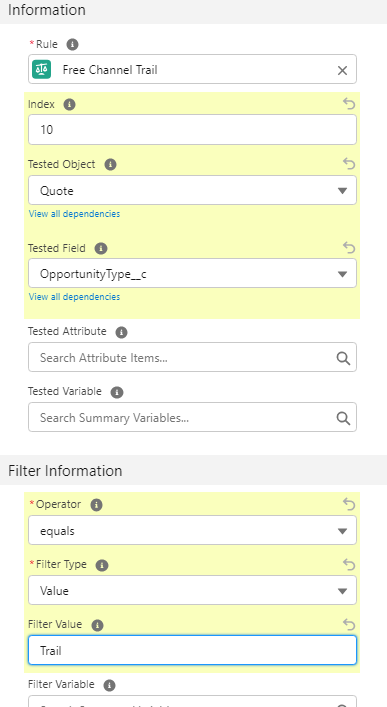 Information
*Rule
Free Channel Trail
Index
10
Tested Object
Quote
View all dependencies
Tested Field
OpportunityType__c
View all dependencies
Tested Attribute
Search Attribute Items...
Tested Variable
Search Summary Variables...
Filter Information
*Operator
equals
*Filter Type
Value
Filter Value
Trail
Filter Variable